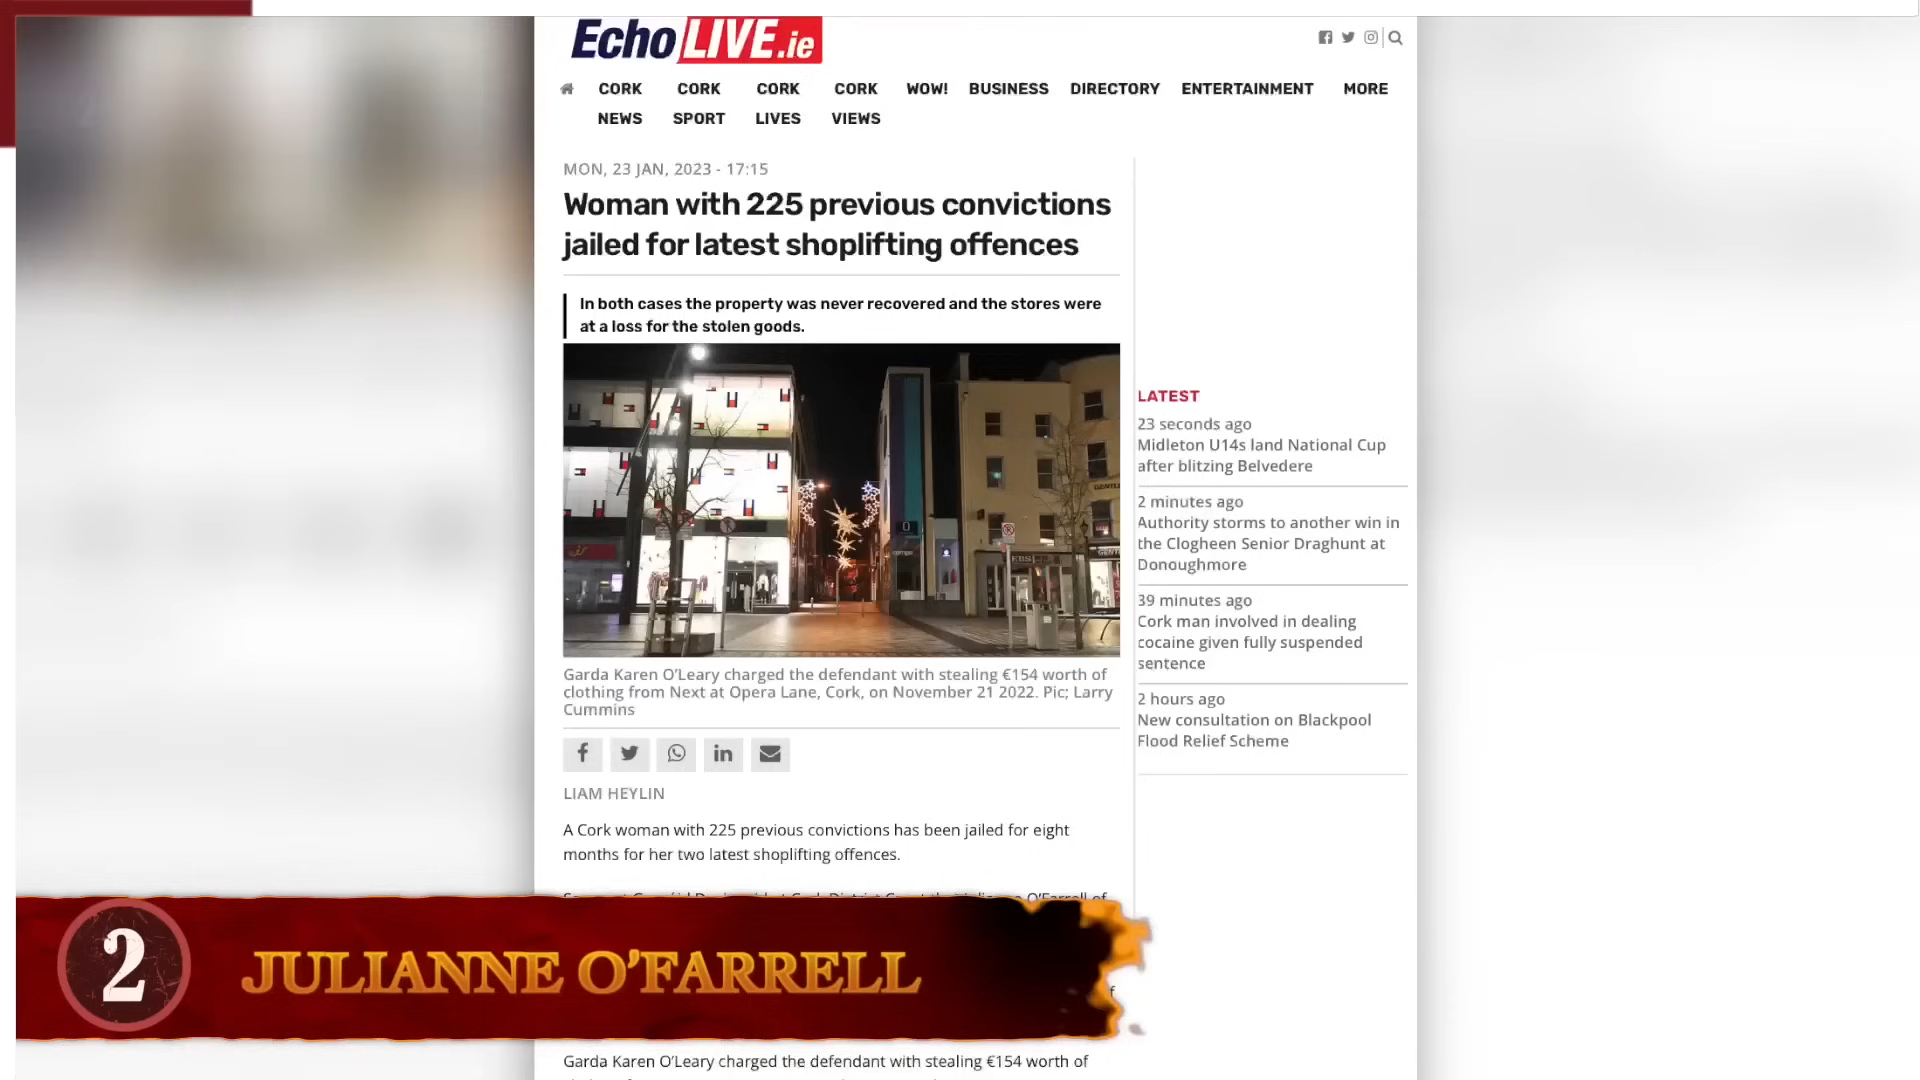 Echo LIVE.ie
CORK NEWS
CORK SPORT
CORK LIVES
CORK VIEWS
WOW!
BUSINESS
DIRECTORY
ENTERTAINMENT
MORE
MON, 23 JAN, 2023 - 17:15
Woman with 225 previous convictions
jailed for latest shoplifting offences
In both cases the property was never recovered and the stores were
at a loss for the stolen goods.
EBS
Garda Karen O'Leary charged the defendant with stealing €154 worth of
clothing from Next at Opera Lane, Cork, on November 21 2022. Pic; Larry
Cummins
LIAM HEYLIN
A Cork woman with 225 previous convictions has been jailed for eight
months for her two latest shoplifting offences.
O'Farrell of
2
JULIANNE O'FARRELL
Garda Karen O'Leary charged the defendant with stealing €154 worth of
LATEST
23 seconds ago
Midleton U14s land National Cup
after blitzing Belvedere
2 minutes ago
Authority storms to another win in
the Clogheen Senior Draghunt at
Donoughmore
39 minutes ago
Cork man involved in dealing
cocaine given fully suspended
sentence
2 hours ago
New consultation on Blackpool
Flood Relief Scheme